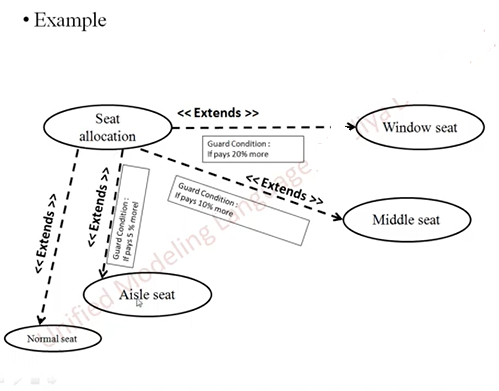 • Example
Seat
allocation
<< Extends >>
Window seat
Guard Condition :
If pays 20% more
<< Extends >>
Guard Condition :
If pays 10% more
Middle seat
<< Extends >>
Guard Condition :
If pays 5 % more!
<< Extends >>
Aisle seat
Normal seat
Unified Modeling Language